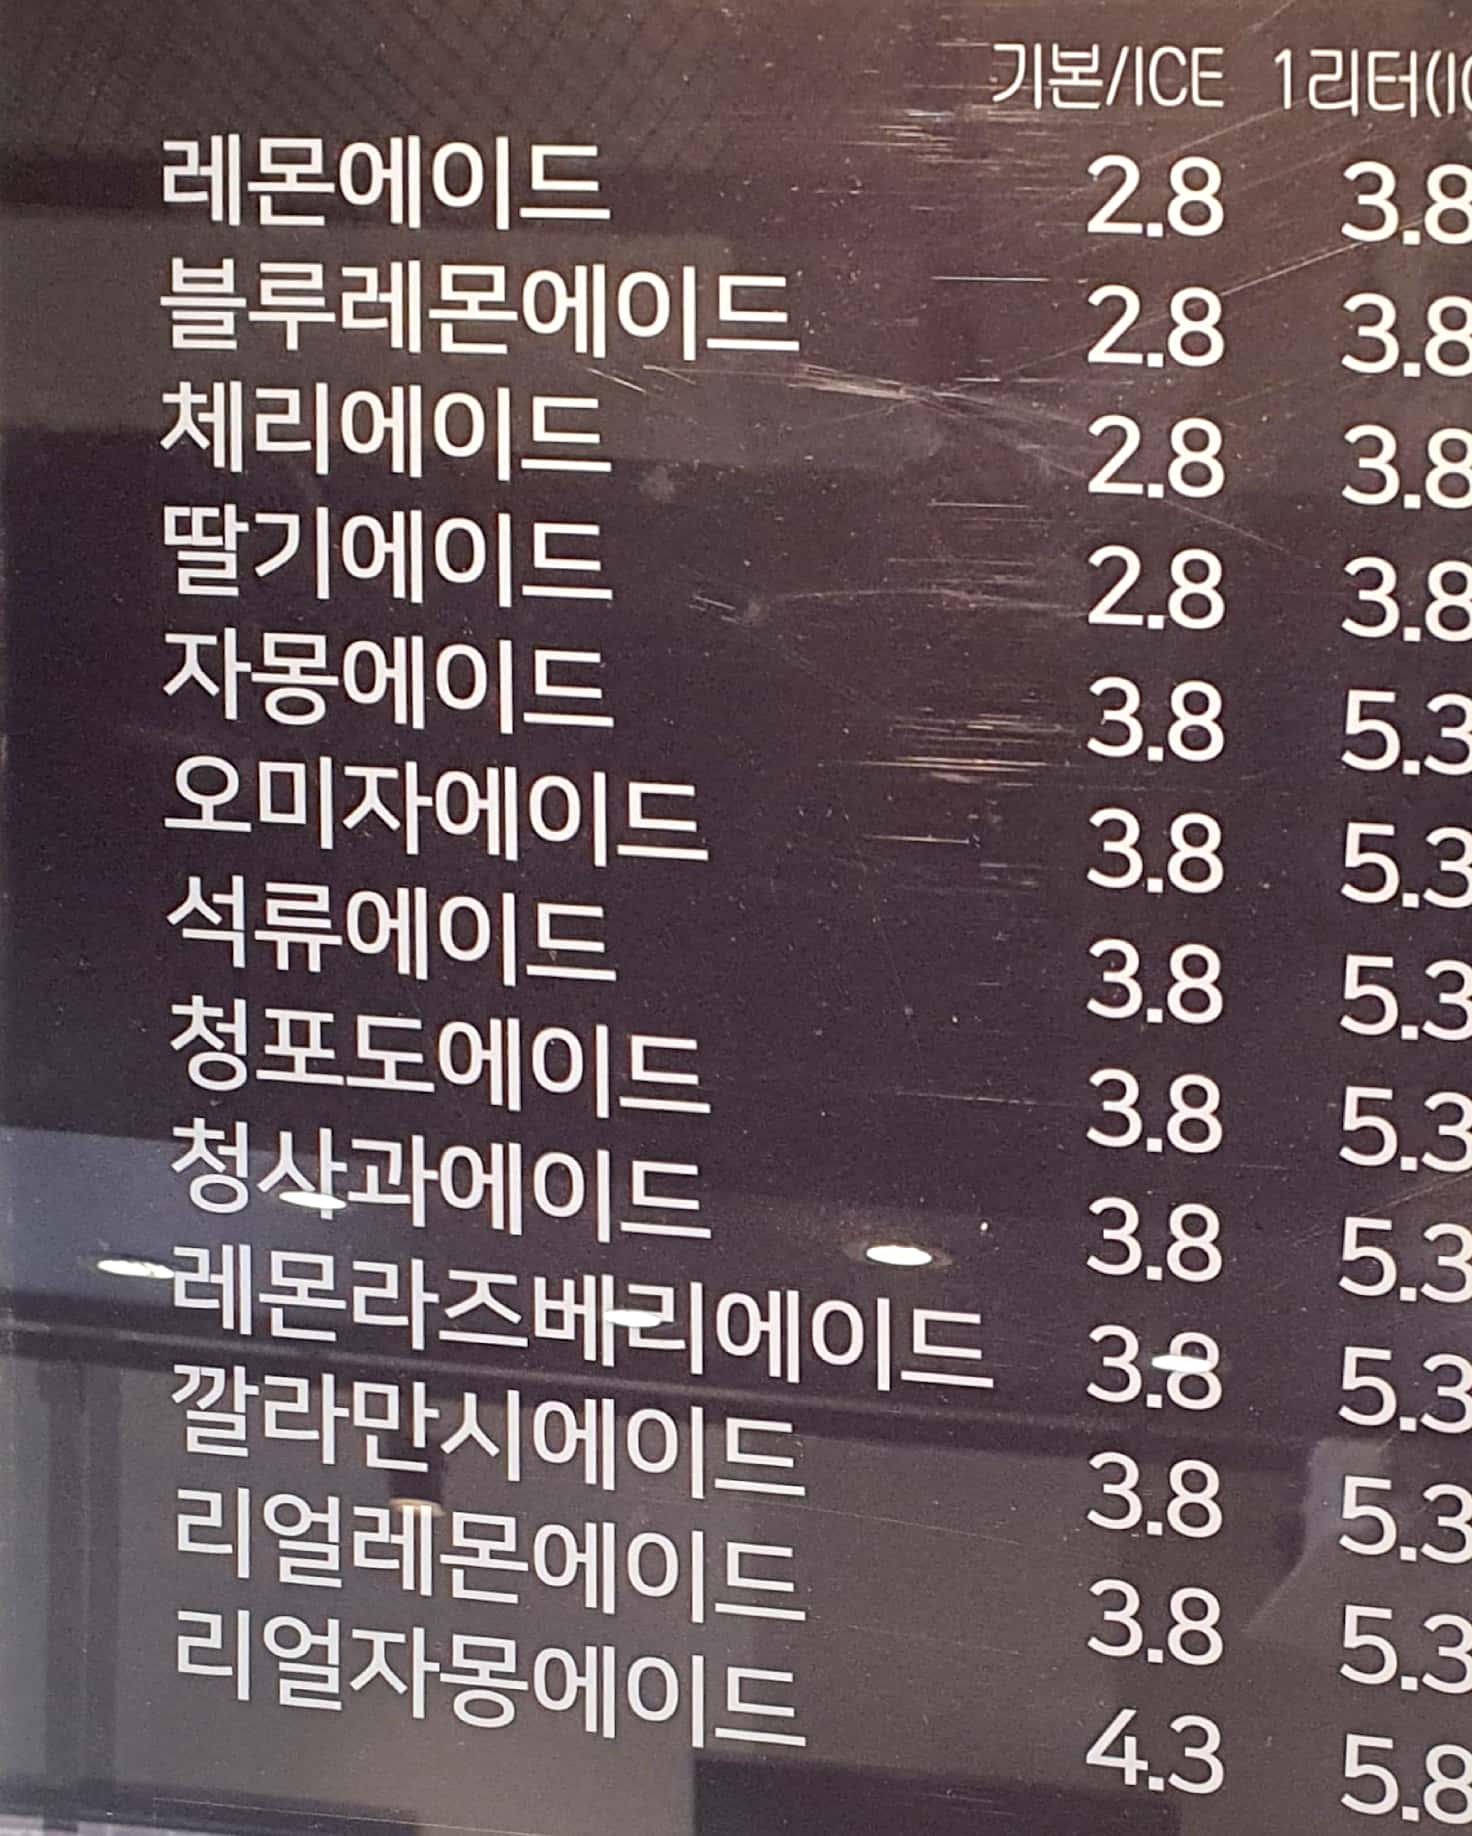 기본/ICE 1리터(IC
레몬에이드 2.8 3.8
블루레몬에이드 2.8 3.8
체리에이드 2.8 3.8
딸기에이드 2.8 3.8
자몽에이드 3.8 5.3
오미자에이드 3.8 5.3
석류에이드 3.8 5.3
청포도에이드 3.8 5.3
청사과에이드 3.8 5.3
레몬라즈베리에이드 3.8 5.3
깔라만시에이드 3.8 5.3
리얼레몬에이드 3.8 5.3
리얼자몽에이드 4.3 5.8